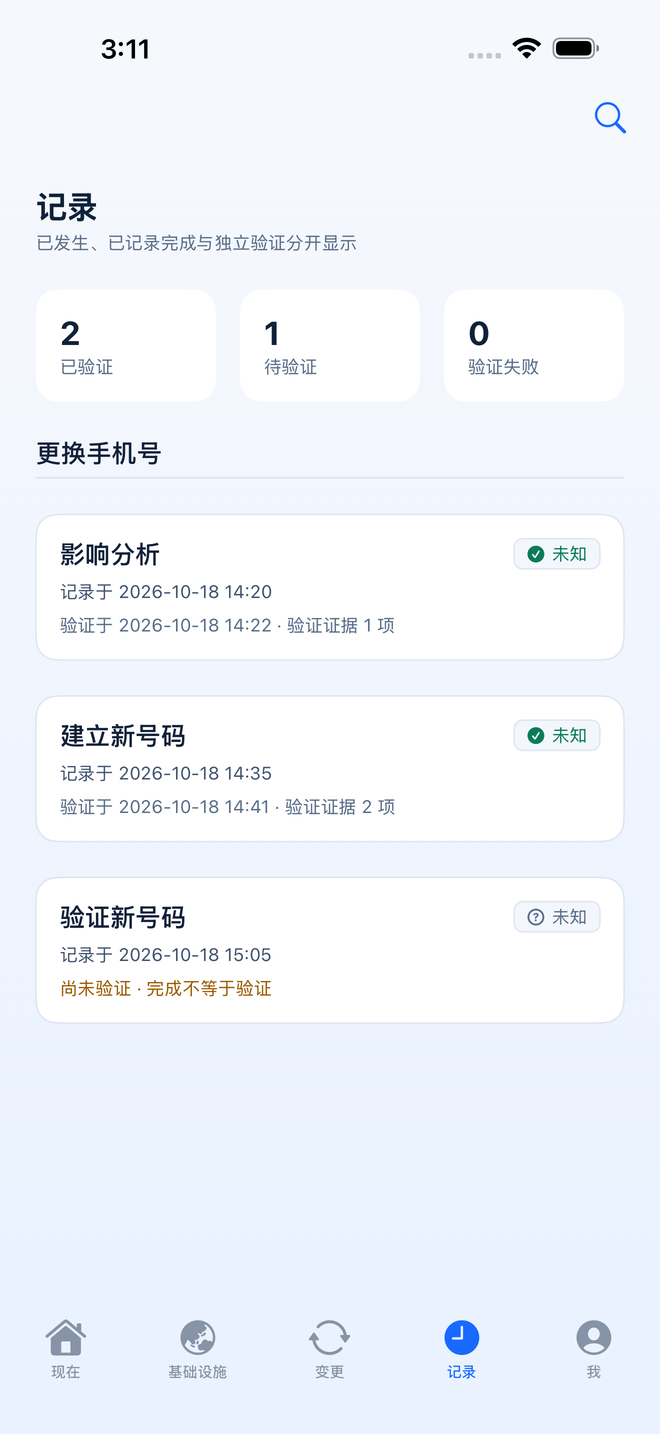 3:11
记录
已发生、已记录完成与独立验证分开显示
2
已验证
1
待验证
0
验证失败
更换手机号
影响分析
未知
记录于 2026-10-18 14:20
验证于 2026-10-18 14:22 · 验证证据 1 项
建立新号码
未知
记录于 2026-10-18 14:35
验证于 2026-10-18 14:41 · 验证证据 2 项
验证新号码
未知
记录于 2026-10-18 15:05
尚未验证 · 完成不等于验证
现在
基础设施
变更
记录
我